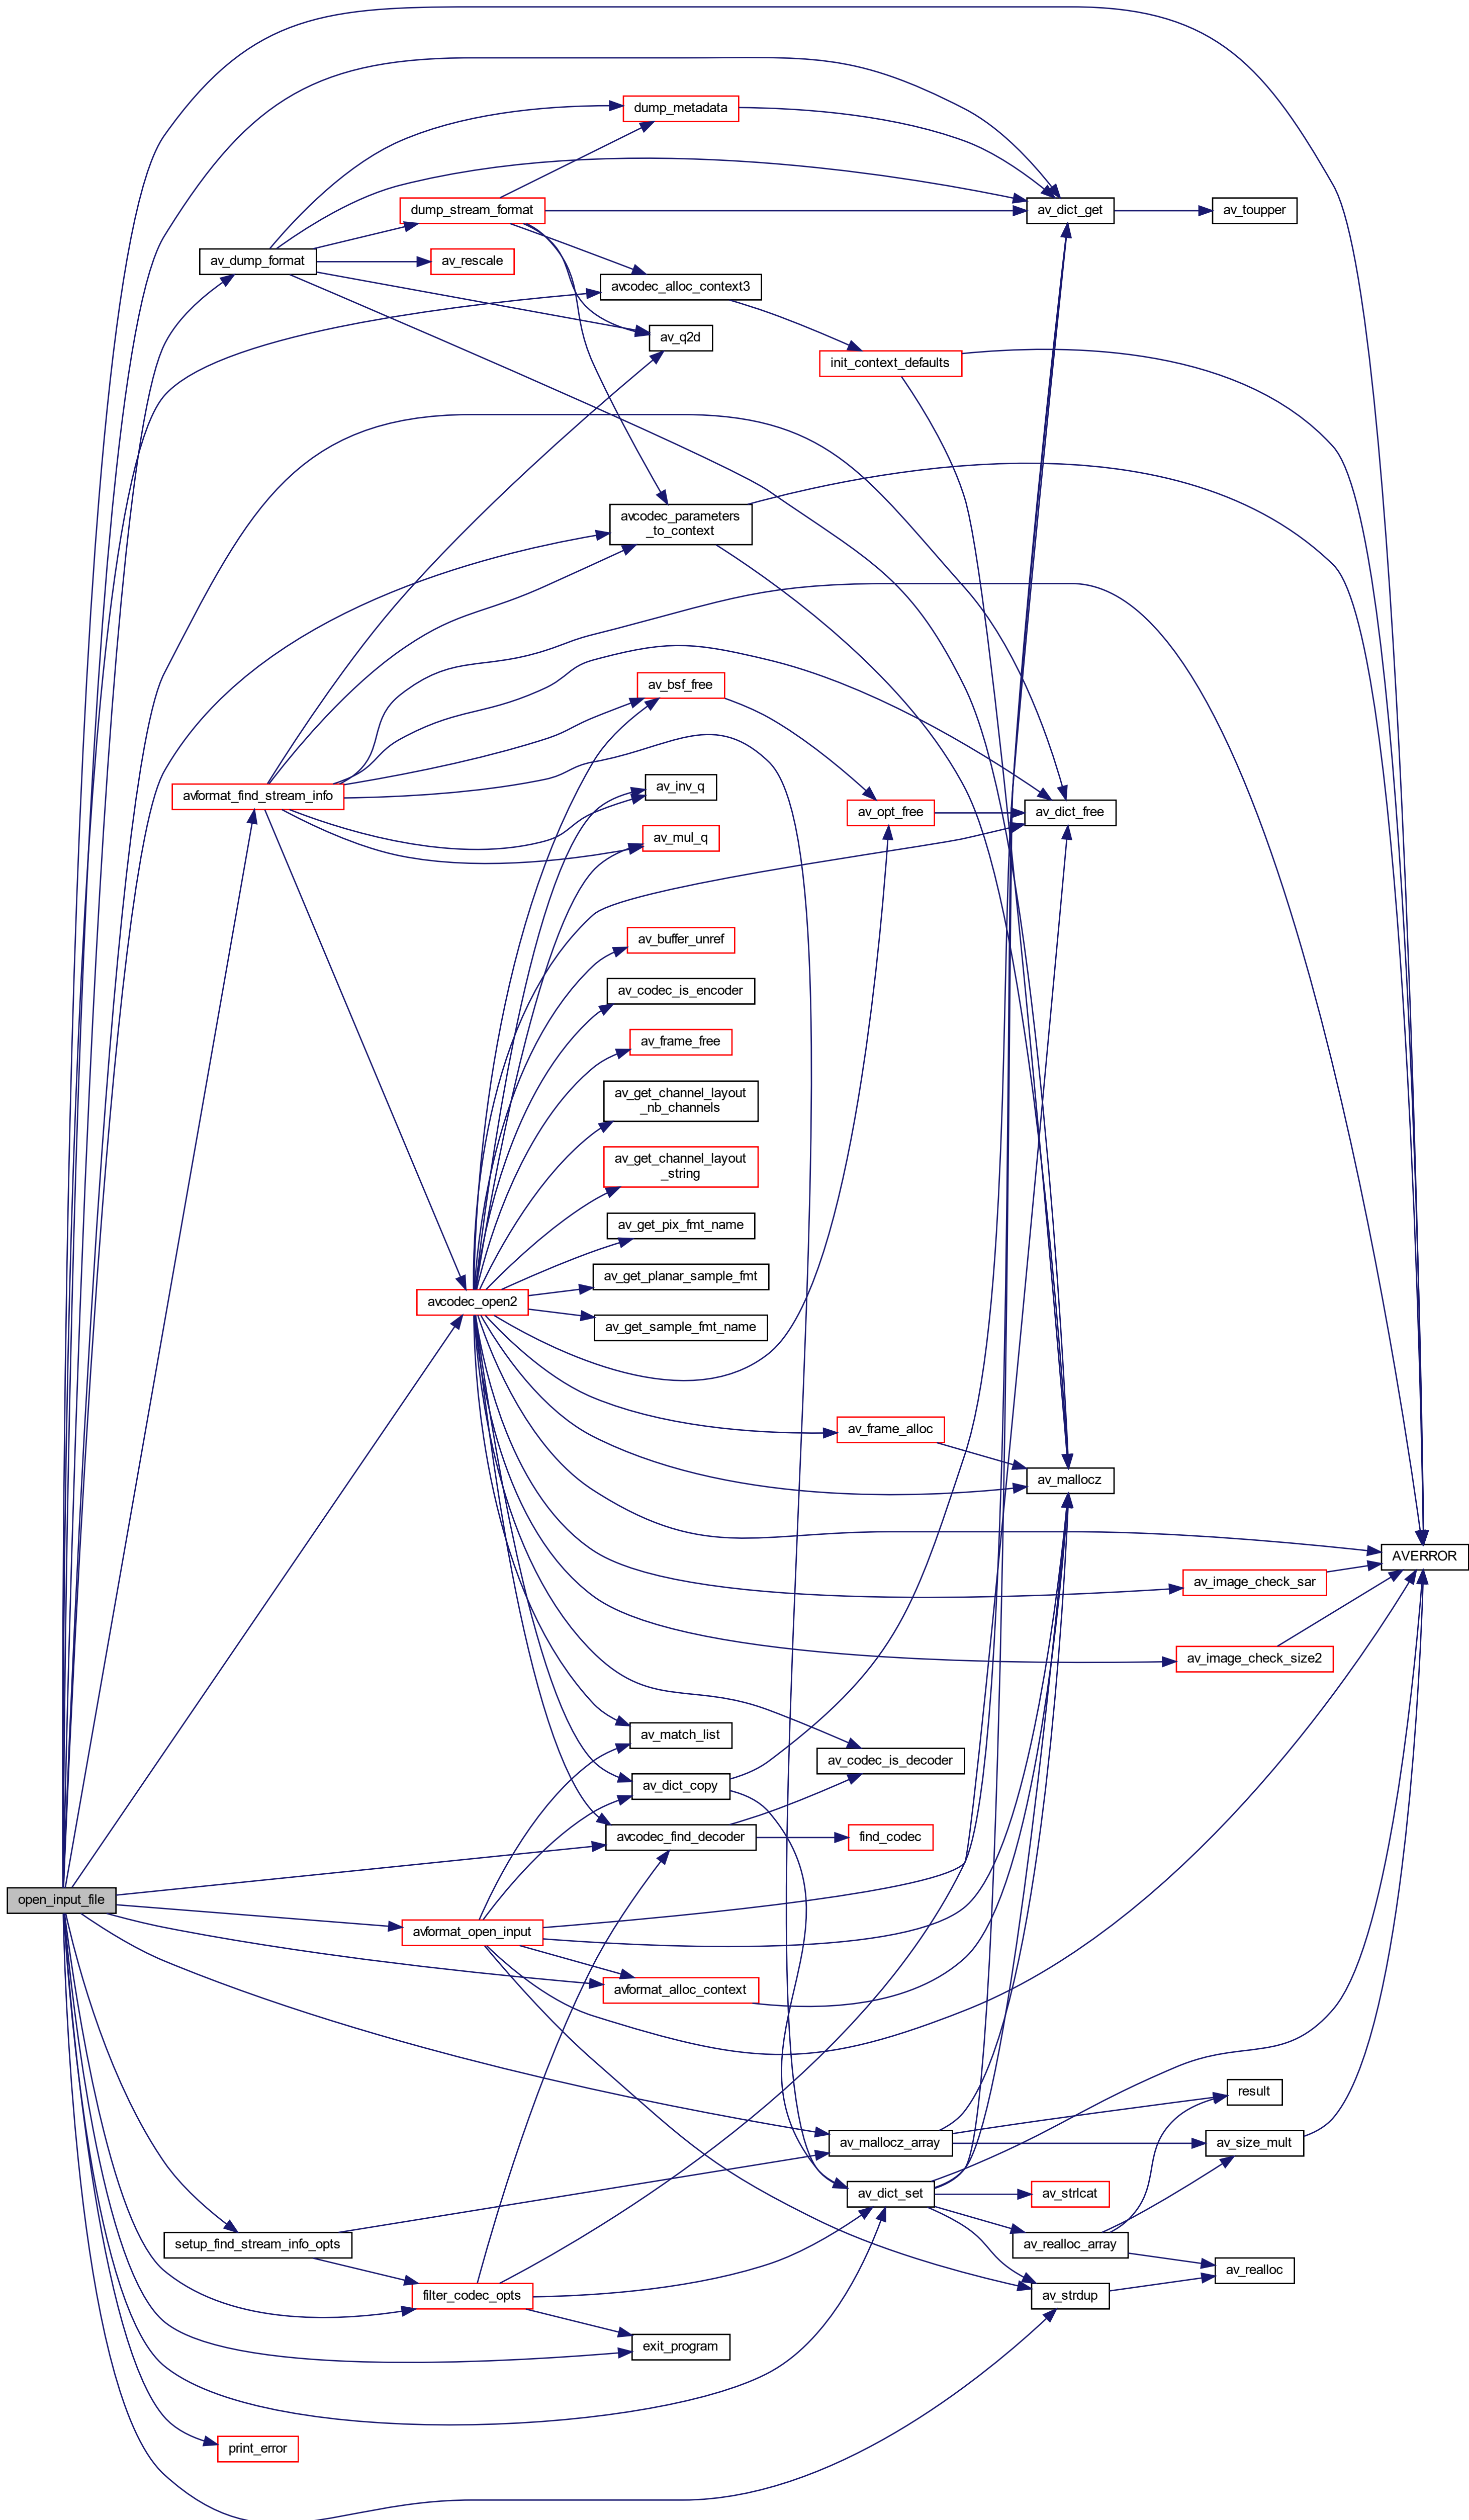 dump_metadata
dump_stream_format
av_dict_get
av_toupper
av_dump_format
av_rescale
avcodec_alloc_context3
av_q2d
init_context_defaults
avcodec_parameters
_to_context
av_bsf_free
avformat_find_stream_info
av_inv_q
av_opt_free
av_dict_free
av_mul_q
av_buffer_unref
av_codec_is_encoder
av_frame_free
av_get_channel_layout
_nb_channels
av_get_channel_layout
_string
av_get_pix_fmt_name
av_get_planar_sample_fmt
avcodec_open2
av_get_sample_fmt_name
av_frame_alloc
av_mallocz
AVERROR
av_image_check_sar
av_image_check_size2
av_match_list
av_codec_is_decoder
av_dict_copy
avcodec_find_decoder
find_codec
open_input_file
avformat_open_input
avformat_alloc_context
result
av_mallocz_array
av_size_mult
av_dict_set
av_strlcat
setup_find_stream_info_opts
av_realloc_array
av_realloc
filter_codec_opts
av_strdup
exit_program
print_error